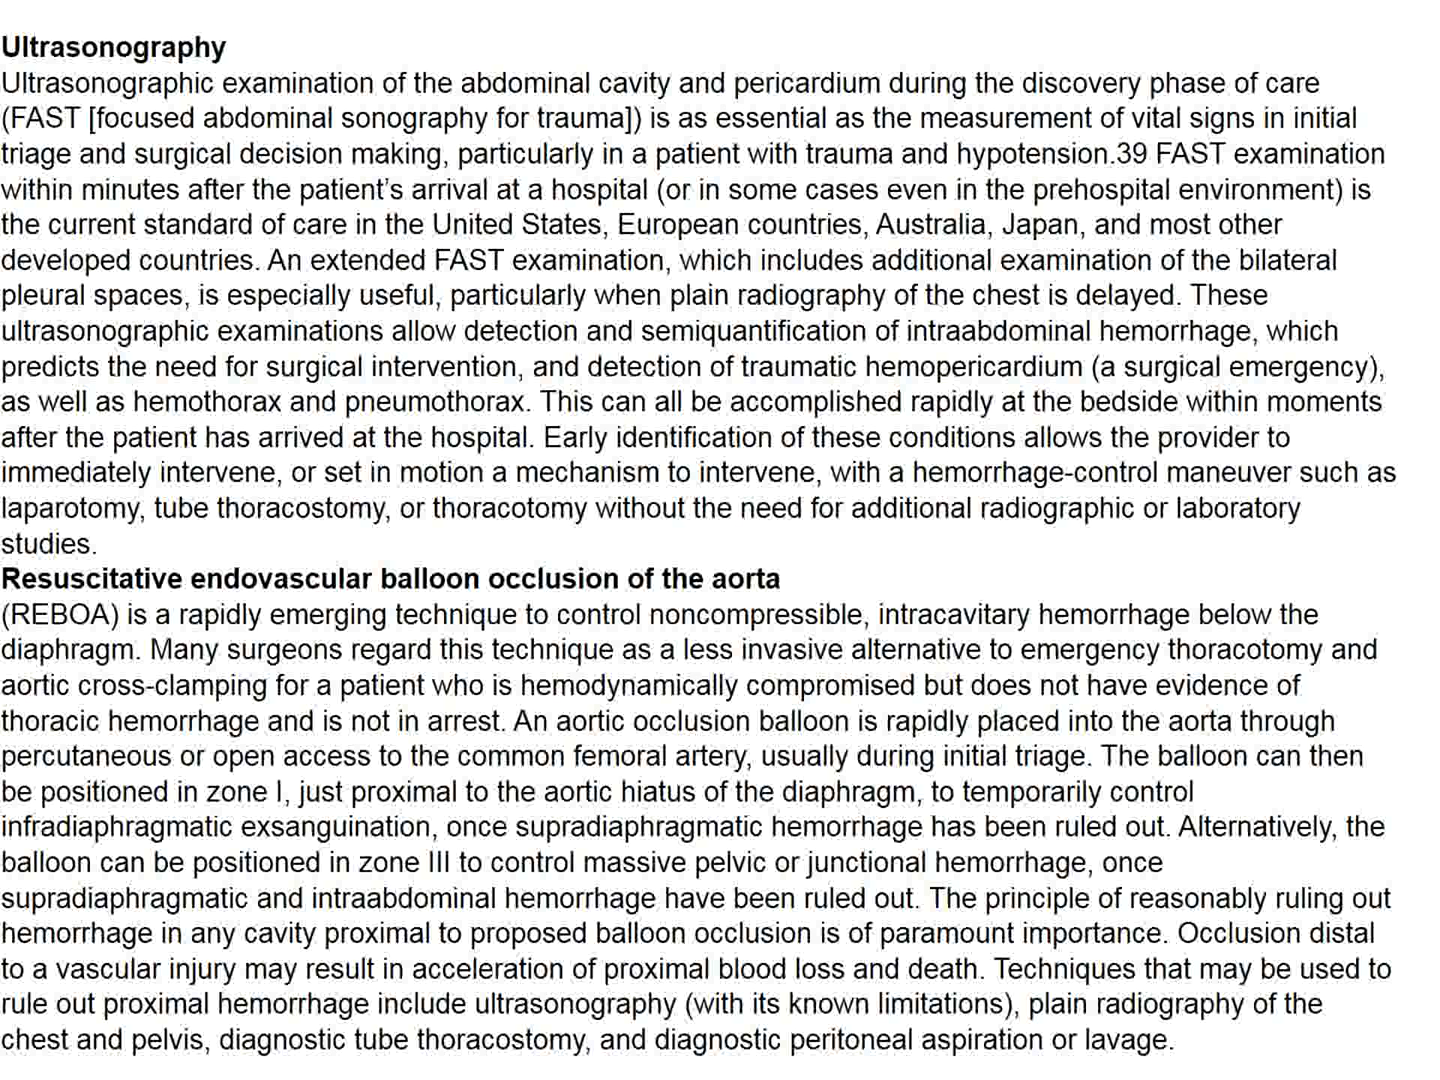 Ultrasonography
Ultrasonographic examination of the abdominal cavity and pericardium during the discovery phase of care
(FAST [focused abdominal sonography for trauma]) is as essential as the measurement of vital signs in initial
triage and surgical decision making, particularly in a patient with trauma and hypotension.39 FAST examination
within minutes after the patient’s arrival at a hospital (or in some cases even in the prehospital environment) is
the current standard of care in the United States, European countries, Australia, Japan, and most other
developed countries. An extended FAST examination, which includes additional examination of the bilateral
pleural spaces, is especially useful, particularly when plain radiography of the chest is delayed. These
ultrasonographic examinations allow detection and semiquantification of intraabdominal hemorrhage, which
predicts the need for surgical intervention, and detection of traumatic hemopericardium (a surgical emergency),
as well as hemothorax and pneumothorax. This can all be accomplished rapidly at the bedside within moments
after the patient has arrived at the hospital. Early identification of these conditions allows the provider to
immediately intervene, or set in motion a mechanism to intervene, with a hemorrhage-control maneuver such as
laparotomy, tube thoracostomy, or thoracotomy without the need for additional radiographic or laboratory
studies.
Resuscitative endovascular balloon occlusion of the aorta
(REBOA) is a rapidly emerging technique to control noncompressible, intracavitary hemorrhage below the
diaphragm. Many surgeons regard this technique as a less invasive alternative to emergency thoracotomy and
aortic cross-clamping for a patient who is hemodynamically compromised but does not have evidence of
thoracic hemorrhage and is not in arrest. An aortic occlusion balloon is rapidly placed into the aorta through
percutaneous or open access to the common femoral artery, usually during initial triage. The balloon can then
be positioned in zone I, just proximal to the aortic hiatus of the diaphragm, to temporarily control
infradiaphragmatic exsanguination, once supradiaphragmatic hemorrhage has been ruled out. Alternatively, the
balloon can be positioned in zone III to control massive pelvic or junctional hemorrhage, once
supradiaphragmatic and intraabdominal hemorrhage have been ruled out. The principle of reasonably ruling out
hemorrhage in any cavity proximal to proposed balloon occlusion is of paramount importance. Occlusion distal
to a vascular injury may result in acceleration of proximal blood loss and death. Techniques that may be used to
rule out proximal hemorrhage include ultrasonography (with its known limitations), plain radiography of the
chest and pelvis, diagnostic tube thoracostomy, and diagnostic peritoneal aspiration or lavage.